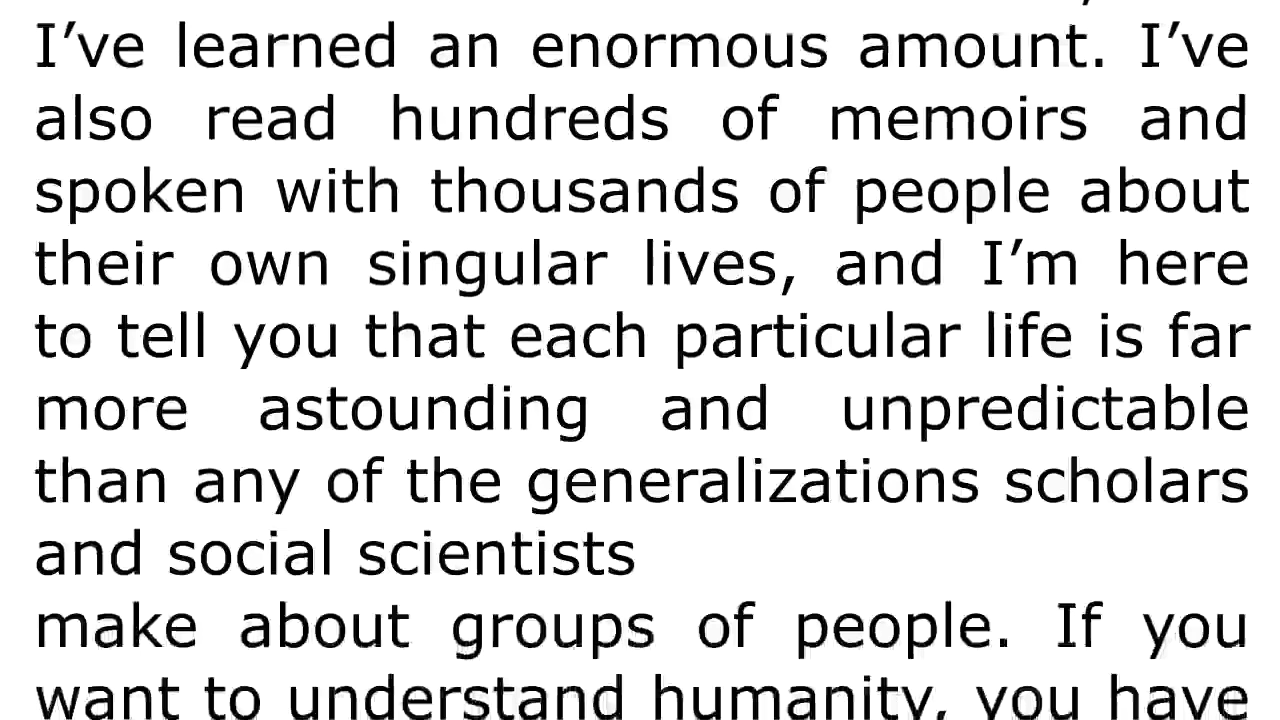 I’ve learned an enormous amount. I’ve
also read hundreds of memoirs and
spoken with thousands of people about
their own singular lives, and I’m here
to tell you that each particular life is far
more astounding and unpredictable
than any of the generalizations scholars
and social scientists
make about groups of people. If you
want to understand humanity, you have